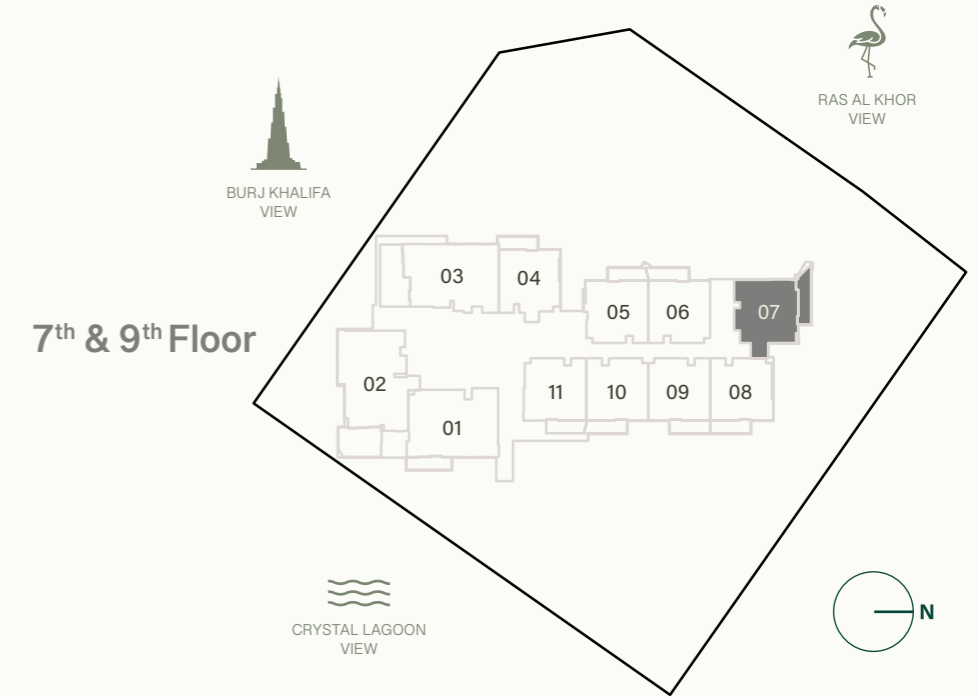 RAS AL KHOR
VIEW
BURJ KHALIFA
VIEW
7th & 9th Floor
03
04
05
06
07
02
01
11
10
09
08
CRYSTAL LAGOON
VIEW
N